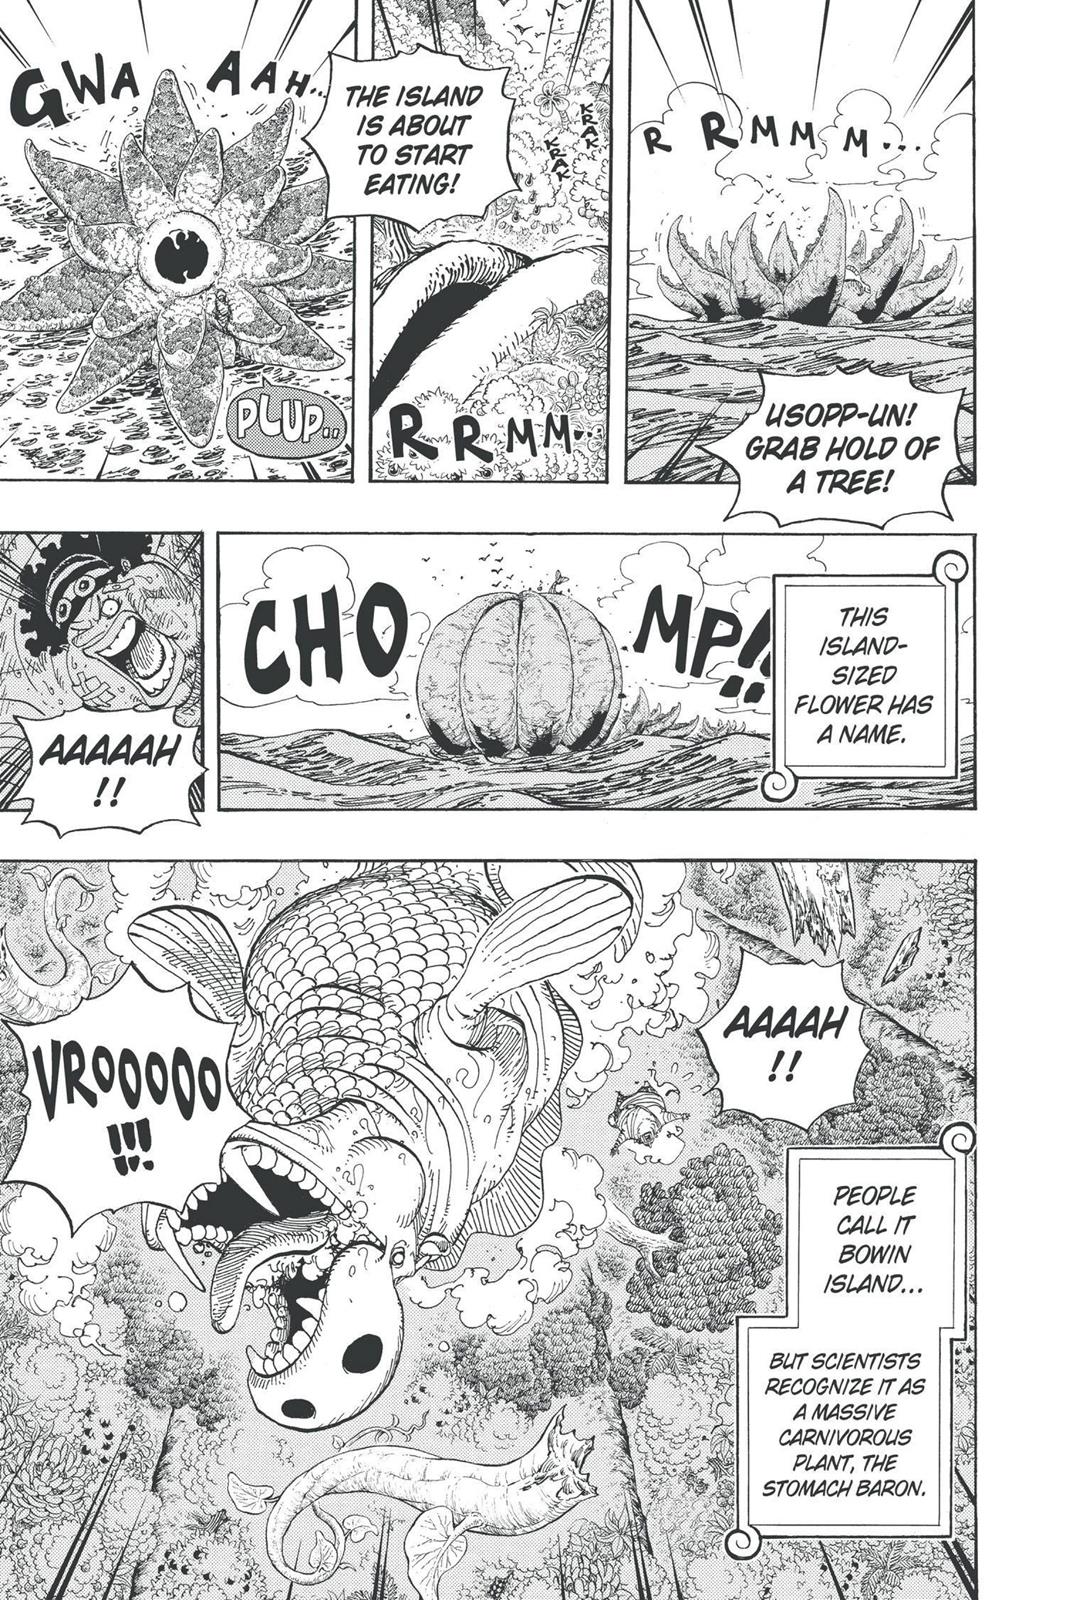 R RMMM...
USOPP-UN!
GRAB HOLD OF
A TREE!
THE ISLAND
IS ABOUT
TO START
EATING!
KRAK
KRAK
RRMM...
GWA AAH...
PLUP..
THIS
ISLAND-
SIZED
FLOWER HAS
A NAME.
CHO MP!!
AAAAAH
!!
AAAAH
!!
VROOOOO
!!!
PEOPLE
CALL IT
BOWIN
ISLAND...
BUT SCIENTISTS
RECOGNIZE IT AS
A MASSIVE
CARNIVOROUS
PLANT, THE
STOMACH BARON.